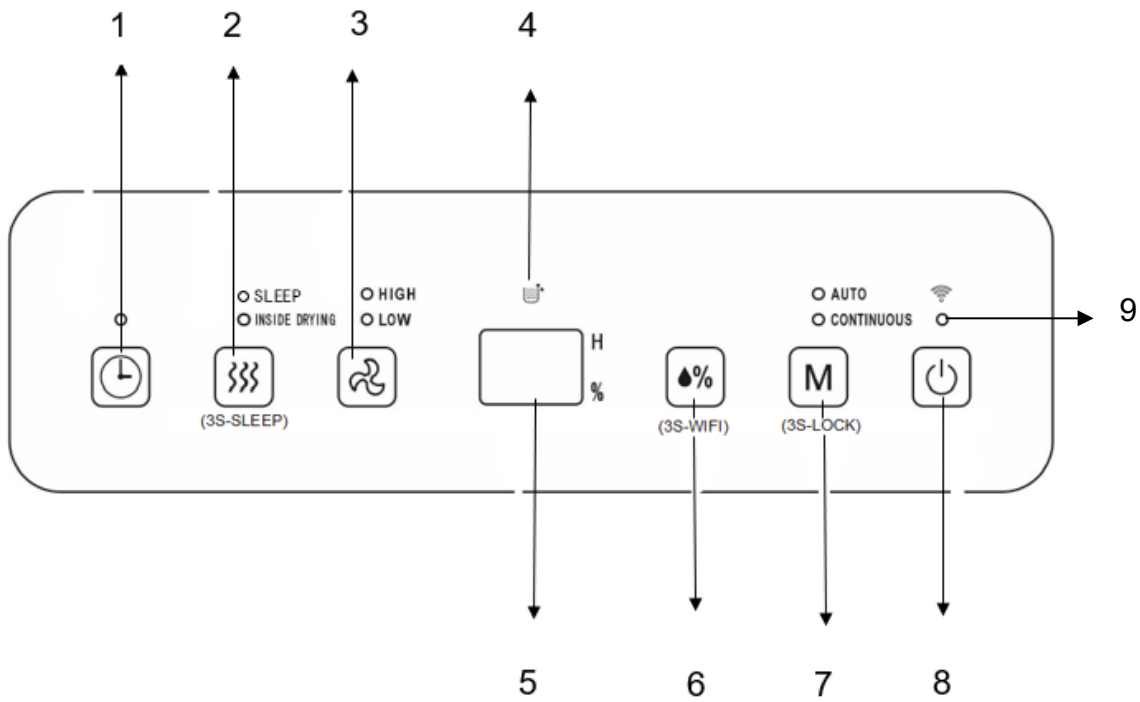 1 2 3 4
SLEEP HIGH AUTO
INSIDE DRYING LOW H CONTINUOUS 9
% %
M
(3S-SLEEP) (3S-WIFI) (3S-LOCK)
5 6 7 8